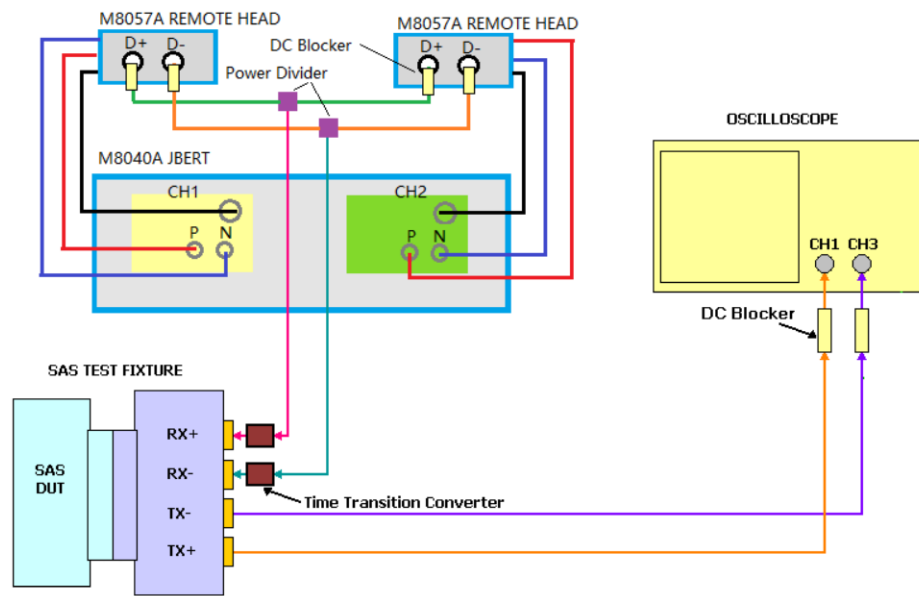 M8057A REMOTE HEAD
M8057A REMOTE HEAD
D+ D-
DC Blocker
D+ D-
Power Divider
OSCILLOSCOPE
M8040A JBERT
CH1
CH2
P N
P N
CH1 CH3
DC Blocker
SAS TEST FIXTURE
RX+
SAS
DUT
RX-
Time Transition Converter
TX-
TX+